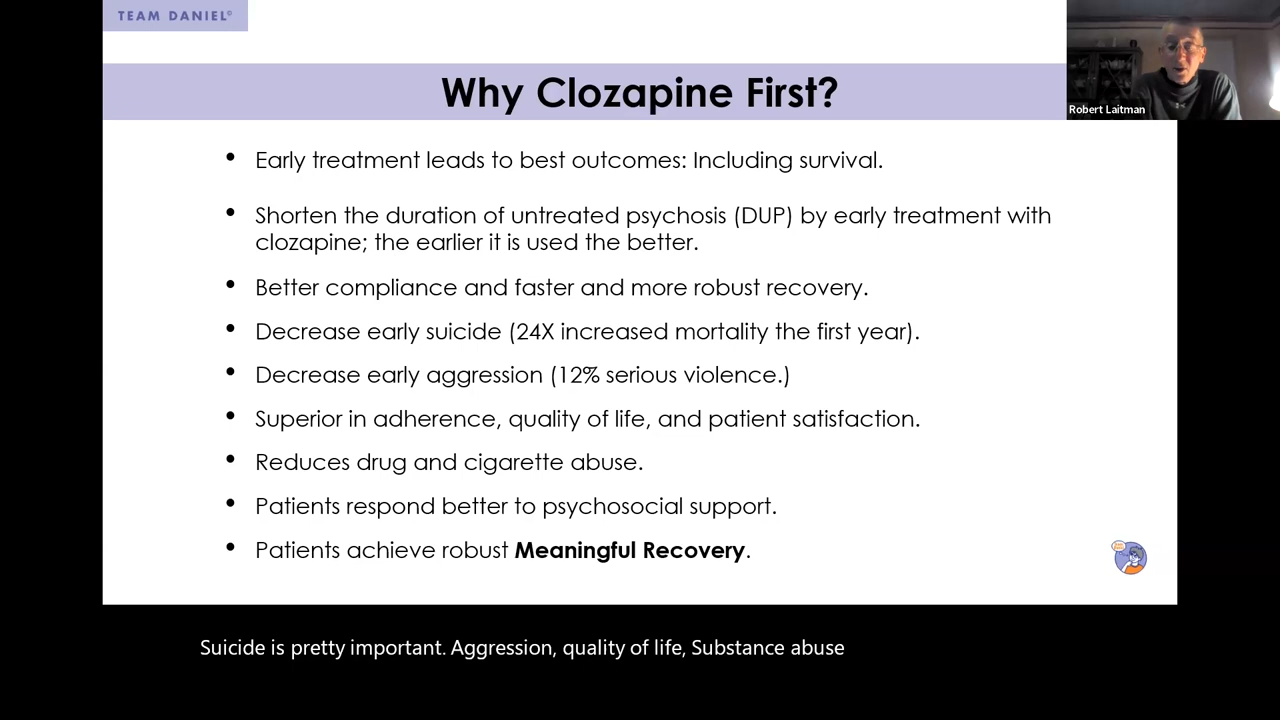 TEAM DANIEL©
Robert Laitman
Why Clozapine First?
• Early treatment leads to best outcomes: Including survival.
• Shorten the duration of untreated psychosis (DUP) by early treatment with
clozapine; the earlier it is used the better.
• Better compliance and faster and more robust recovery.
• Decrease early suicide (24X increased mortality the first year).
• Decrease early aggression (12% serious violence.)
• Superior in adherence, quality of life, and patient satisfaction.
• Reduces drug and cigarette abuse.
• Patients respond better to psychosocial support.
• Patients achieve robust Meaningful Recovery.
Suicide is pretty important. Aggression, quality of life, Substance abuse